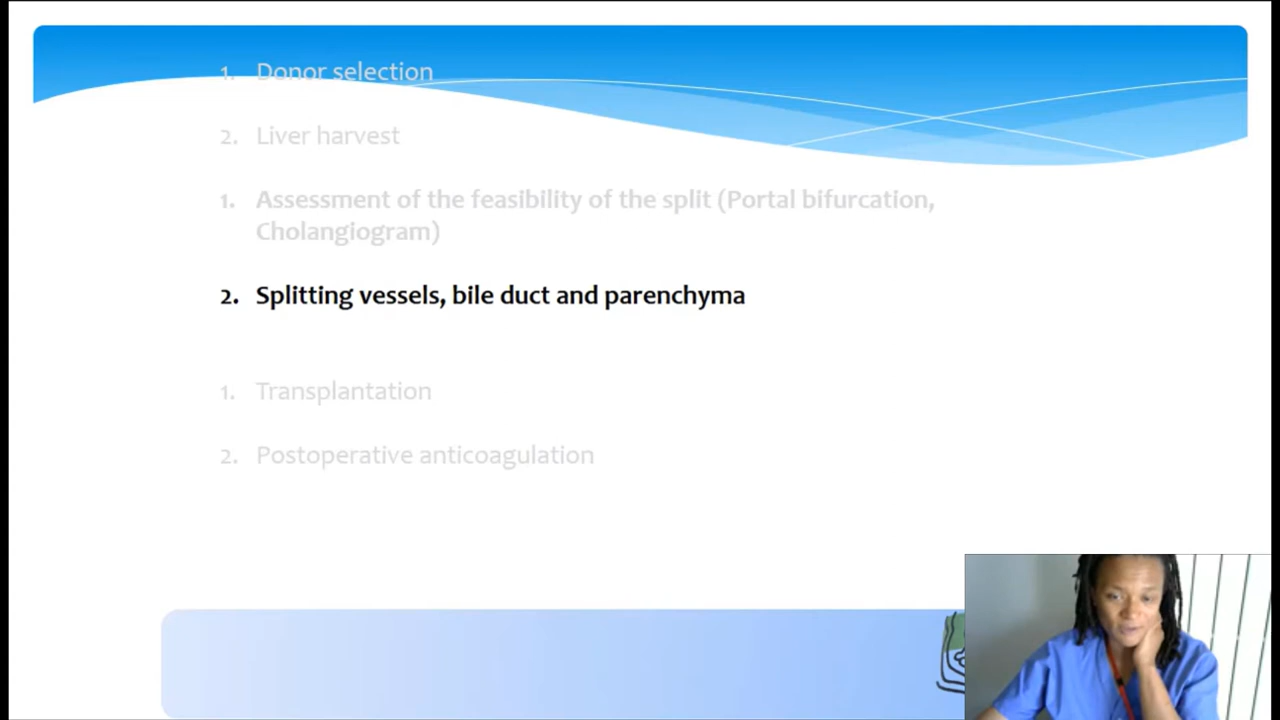 1. Donor selection
2. Liver harvest
1. Assessment of the feasibility of the split (Portal bifurcation,
Cholangiogram)
2. Splitting vessels, bile duct and parenchyma
1. Transplantation
2. Postoperative anticoagulation